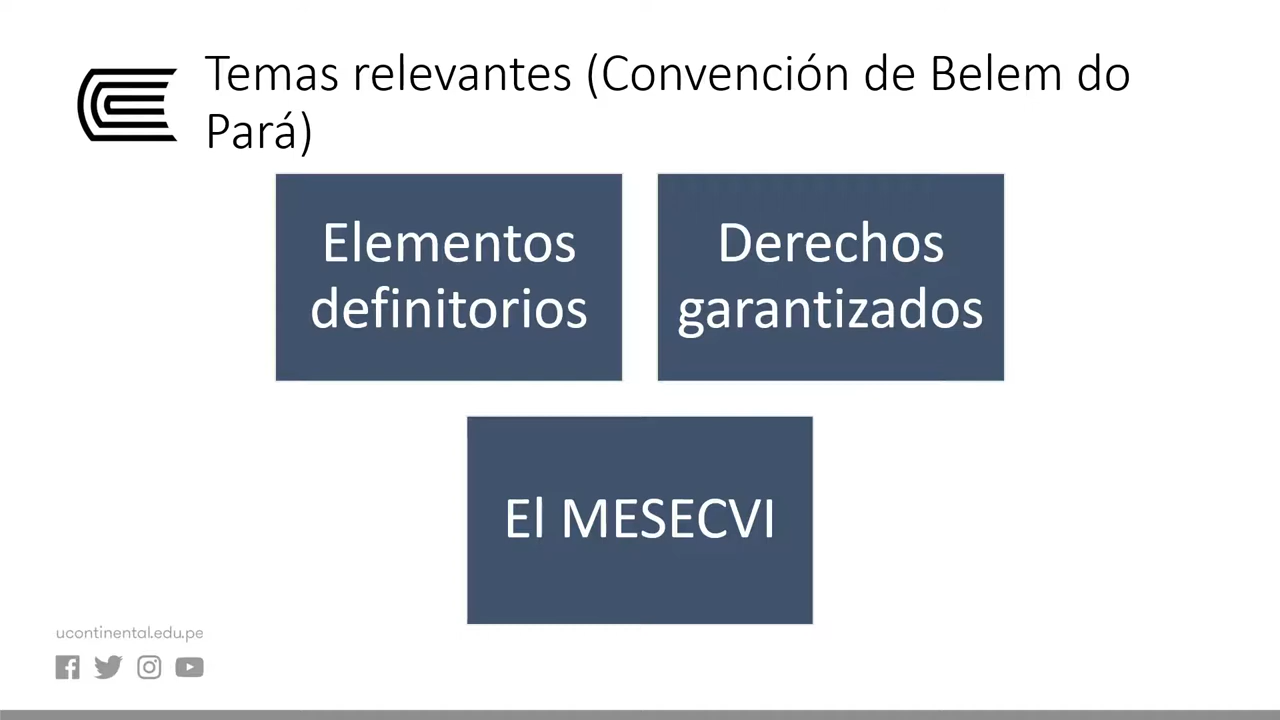 Temas relevantes (Convención de Belem do
Pará)
Elementos
definitorios
Derechos
garantizados
El MESECVI
ucontinental.edu.pe